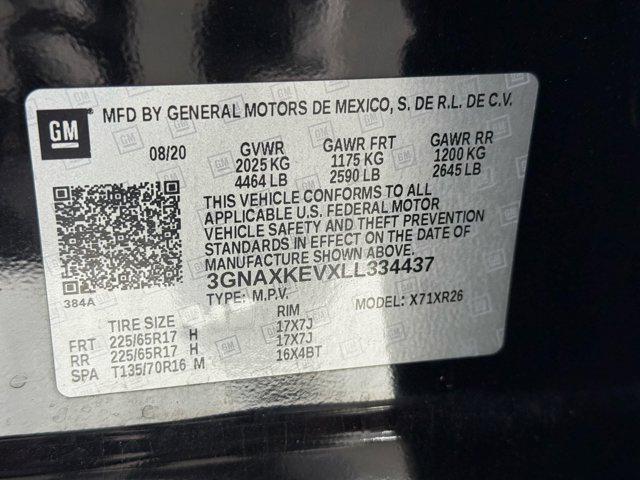 GM MFD BY GENERAL MOTORS DE MEXICO, S. DE R.L. DE C.V.
08/20 GVWR GAWR FRT GAWR RR
2025 KG 1175 KG 1200 KG
4464 LB 2590 LB 2645 LB
THIS VEHICLE CONFORMS TO ALL
APPLICABLE U.S. FEDERAL MOTOR
VEHICLE SAFETY AND THEFT PREVENTION
STANDARDS IN EFFECT ON THE DATE OF
MANUFACTURE SHOWN ABOVE.
3GNAXKEVXLL334437
384A TYPE: M.P.V. MODEL: X71XR26
TIRE SIZE RIM
FRT 225/65R17 H 17X7J
RR 225/65R17 H 17X7J
SPA T135/70R16 M 16X4BT